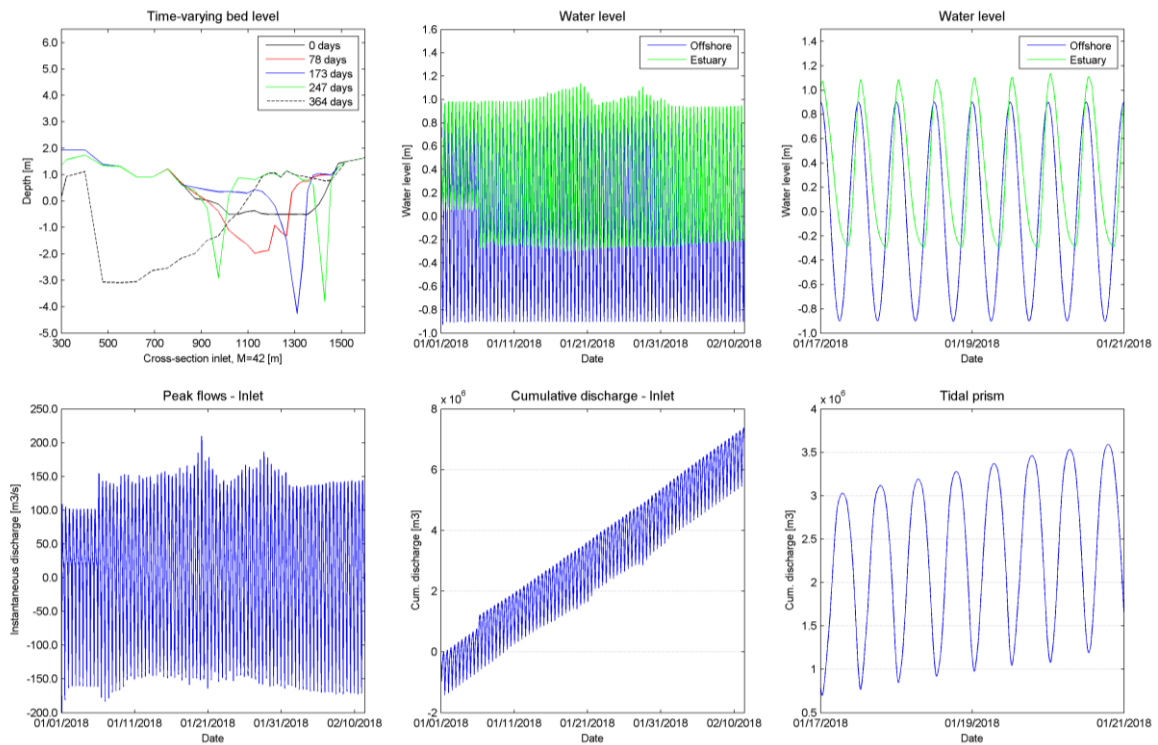 Time-varying bed level
6.0
5.0
4.0
3.0
2.0
1.0
0.0
-1.0
-2.0
-3.0
-4.0
-5.0
Depth [m]
0 days
78 days
173 days
247 days
364 days
300 500 700 900 1100 1300 1500
Cross-section inlet, M=42 [m]
Water level
1.6
1.4
1.2
1.0
0.8
0.6
0.4
0.2
0.0
-0.2
-0.4
-0.6
-0.8
-1.0
Water level [m]
Offshore
Estuary
01/01/2018 01/11/2018 01/21/2018 01/31/2018 02/10/2018
Date
Water level
1.4
1.2
1.0
0.8
0.6
0.4
0.2
0.0
-0.2
-0.4
-0.6
-0.8
-1.0
Water level [m]
Offshore
Estuary
01/17/2018 01/19/2018 01/21/2018
Date
Peak flows - Inlet
250.0
200.0
150.0
100.0
50.0
0.0
-50.0
-100.0
-150.0
-200.0
Instantaneous discharge [m3/s]
01/01/2018 01/11/2018 01/21/2018 01/31/2018 02/10/2018
Date
Cumulative discharge - Inlet
x 10^6
8
6
4
2
0
-2
Cum. discharge [m3]
01/01/2018 01/11/2018 01/21/2018 01/31/2018 02/10/2018
Date
Tidal prism
x 10^6
4
3.5
3
2.5
2
1.5
1
0.5
Cum. discharge [m3]
01/17/2018 01/19/2018 01/21/2018
Date